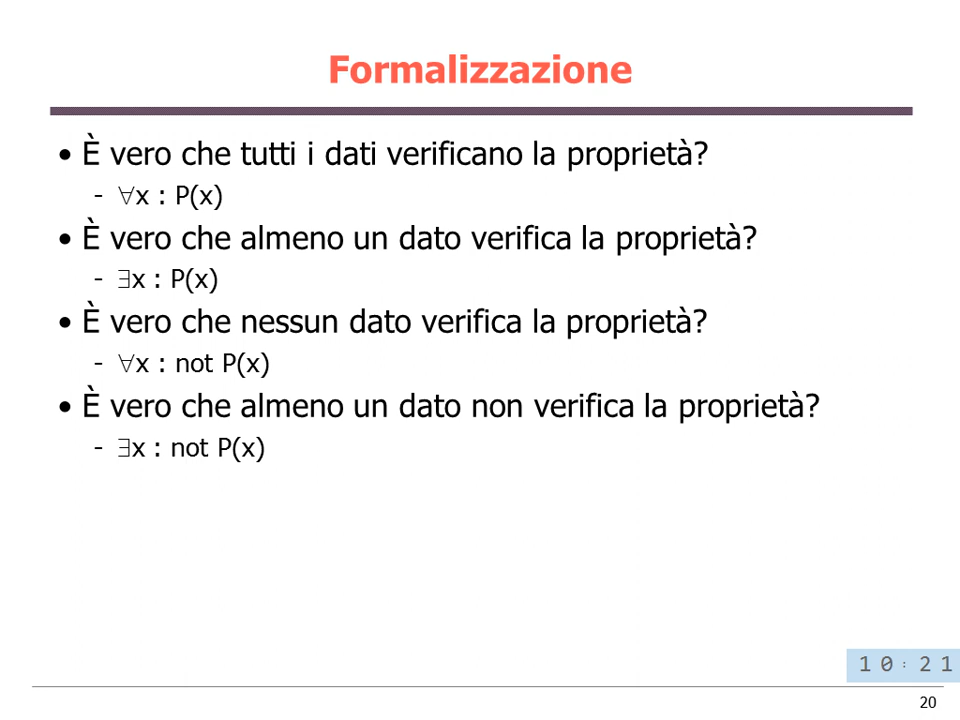 Formalizzazione
• È vero che tutti i dati verificano la proprietà?
- ∀x : P(x)
• È vero che almeno un dato verifica la proprietà?
- ∃x : P(x)
• È vero che nessun dato verifica la proprietà?
- ∀x : not P(x)
• È vero che almeno un dato non verifica la proprietà?
- ∃x : not P(x)
10:21
20